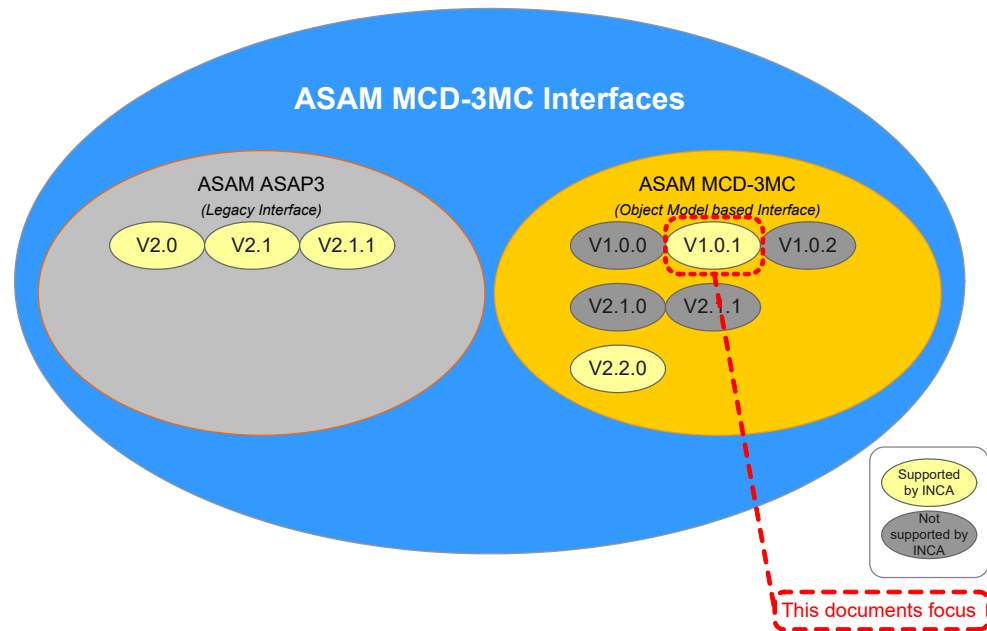 ASAM MCD-3MC Interfaces
ASAM ASAP3
(Legacy Interface)
V2.0
V2.1
V2.1.1
ASAM MCD-3MC
(Object Model based Interface)
V1.0.0
V1.0.1
V1.0.2
V2.1.0
V2.1.1
V2.2.0
Supported
by INCA
Not
supported by
INCA
This documents focus